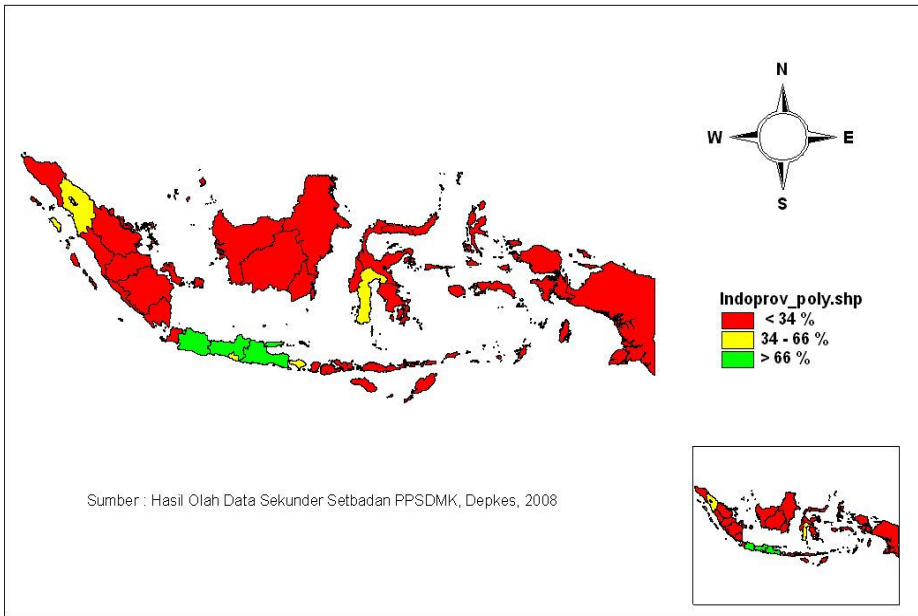 N
W E
S
Indoprov_poly.shp
< 34 %
34 - 66 %
> 66 %
Sumber : Hasil Olah Data Sekunder Setbadan PPSDMK, Depkes, 2008